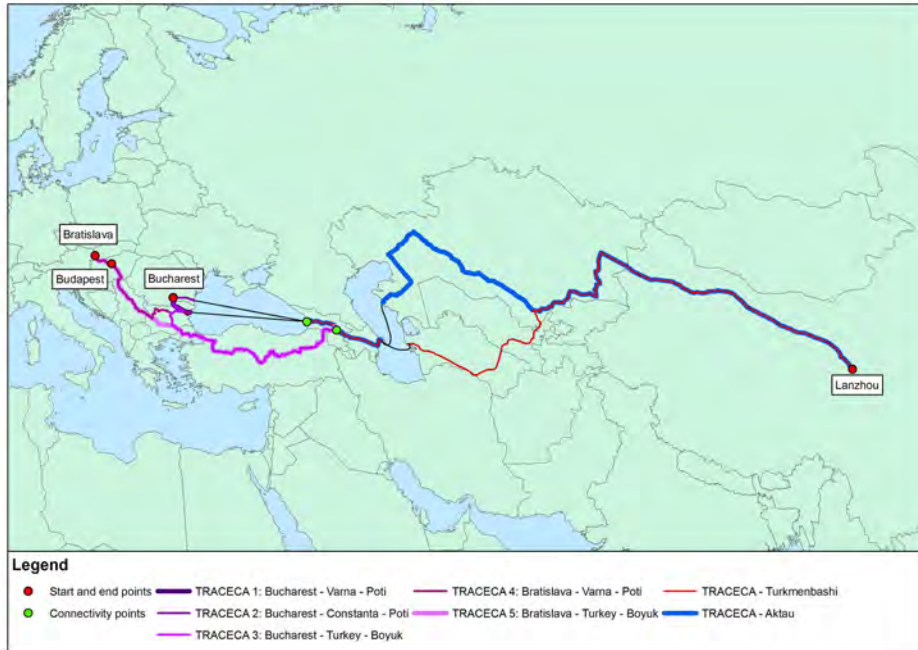 Bratislava
Budapest
Bucharest
Lanzhou
Legend
Start and end points
Connectivity points
TRACECA 1: Bucharest - Varna - Poti
TRACECA 2: Bucharest - Constanta - Poti
TRACECA 3: Bucharest - Turkey - Boyuk
TRACECA 4: Bratislava - Varna - Poti
TRACECA 5: Bratislava - Turkey - Boyuk
TRACECA - Turkmenbashi
TRACECA - Aktau